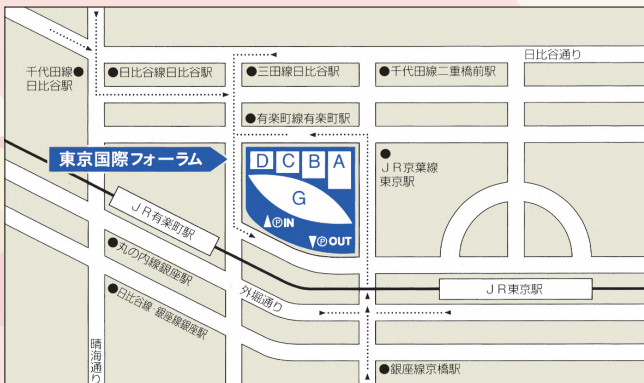 日比谷通り
千代田線
日比谷駅
日比谷線日比谷駅
三田線日比谷駅
千代田線二重橋前駅
有楽町線有楽町駅
東京国際フォーラム
D C B A
G
ⓅIN
ⓅOUT
ＪＲ京葉線
東京駅
ＪＲ有楽町駅
丸の内線銀座駅
日比谷線・銀座線銀座駅
外堀通り
ＪＲ東京駅
晴海通り
銀座線京橋駅